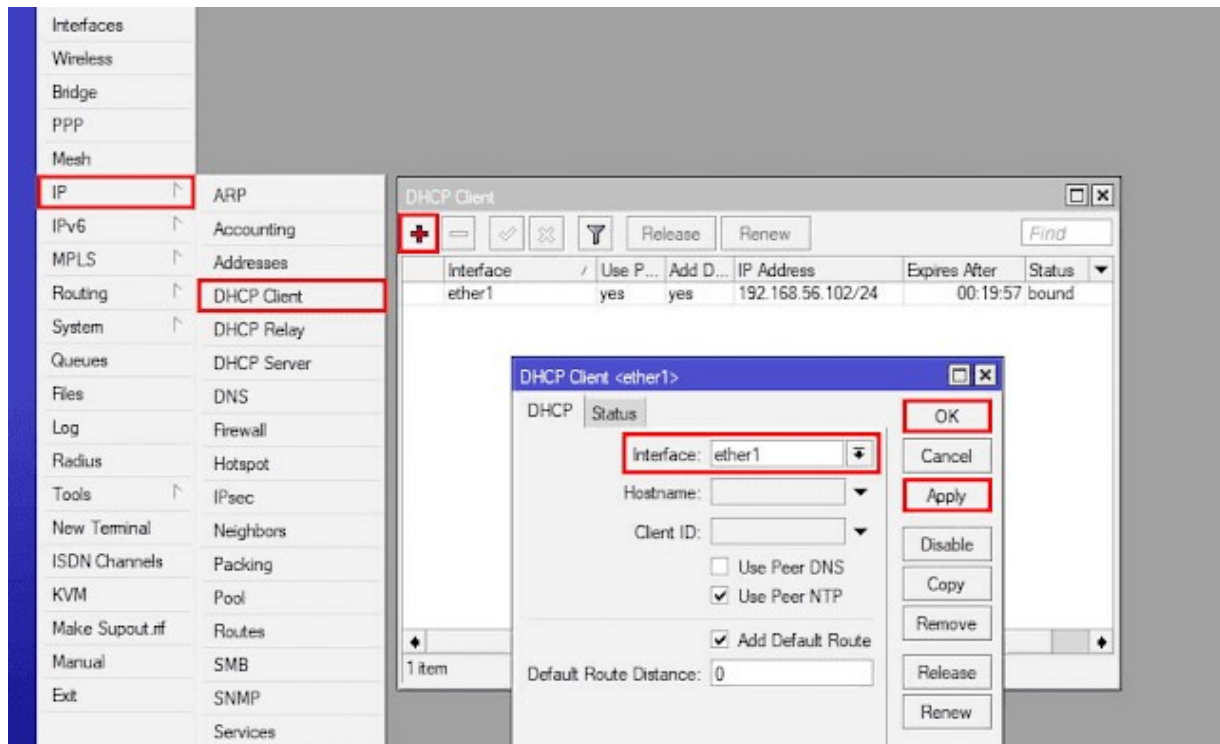 Interfaces
Wireless
Bridge
PPP
Mesh
IP
IPv6
MPLS
Routing
System
Queues
Files
Log
Radius
Tools
New Terminal
ISDN Channels
KVM
Make Supout.rif
Manual
Exit
ARP
Accounting
Addresses
DHCP Client
DHCP Relay
DHCP Server
DNS
Firewall
Hotspot
IPsec
Neighbors
Packing
Pool
Routes
SMB
SNMP
Services
DHCP Client
Release Renew Find
Interface / Use P... Add D... IP Address Expires After Status
ether1 yes yes 192.168.56.102/24 00:19:57 bound
1 item
DHCP Client <ether1>
DHCP Status
Interface: ether1
Hostname:
Client ID:
Use Peer DNS
Use Peer NTP
Add Default Route
Default Route Distance: 0
OK
Cancel
Apply
Disable
Copy
Remove
Release
Renew